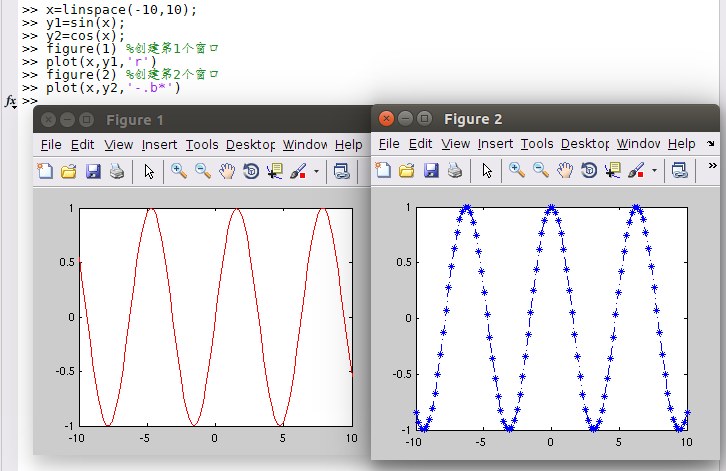 >> x=linspace(-10,10);
>> y1=sin(x);
>> y2=cos(x);
>> figure(1) %创建第1个窗口
>> plot(x,y1,'r')
>> figure(2) %创建第2个窗口
>> plot(x,y2,'-.b*')
fx >>
Figure 1
File Edit View Insert Tools Desktop Window Help
1
0.5
0
-0.5
-1
-10 -5 0 5 10
Figure 2
File Edit View Insert Tools Desktop Window Help
»
1
0.5
0
-0.5
-1
-10 -5 0 5 10